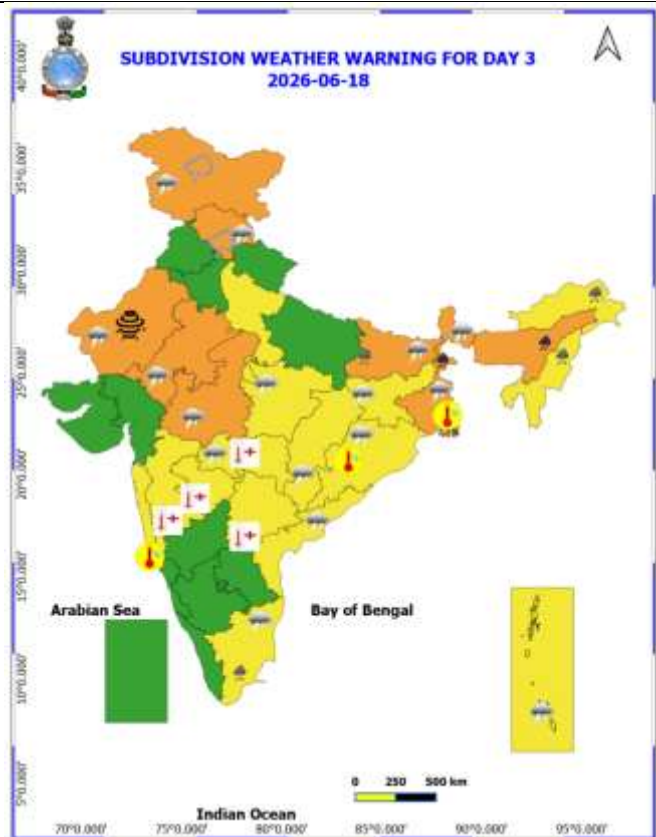 SUBDIVISION WEATHER WARNING FOR DAY 3
2026-06-18
40°0.000'
35°0.000'
30°0.000'
25°0.000'
20°0.000'
15°0.000'
10°0.000'
5°0.000'
Arabian Sea
Bay of Bengal
0 250 500 km
Indian Ocean
70°0.000' 75°0.000' 80°0.000' 85°0.000' 90°0.000' 95°0.000'